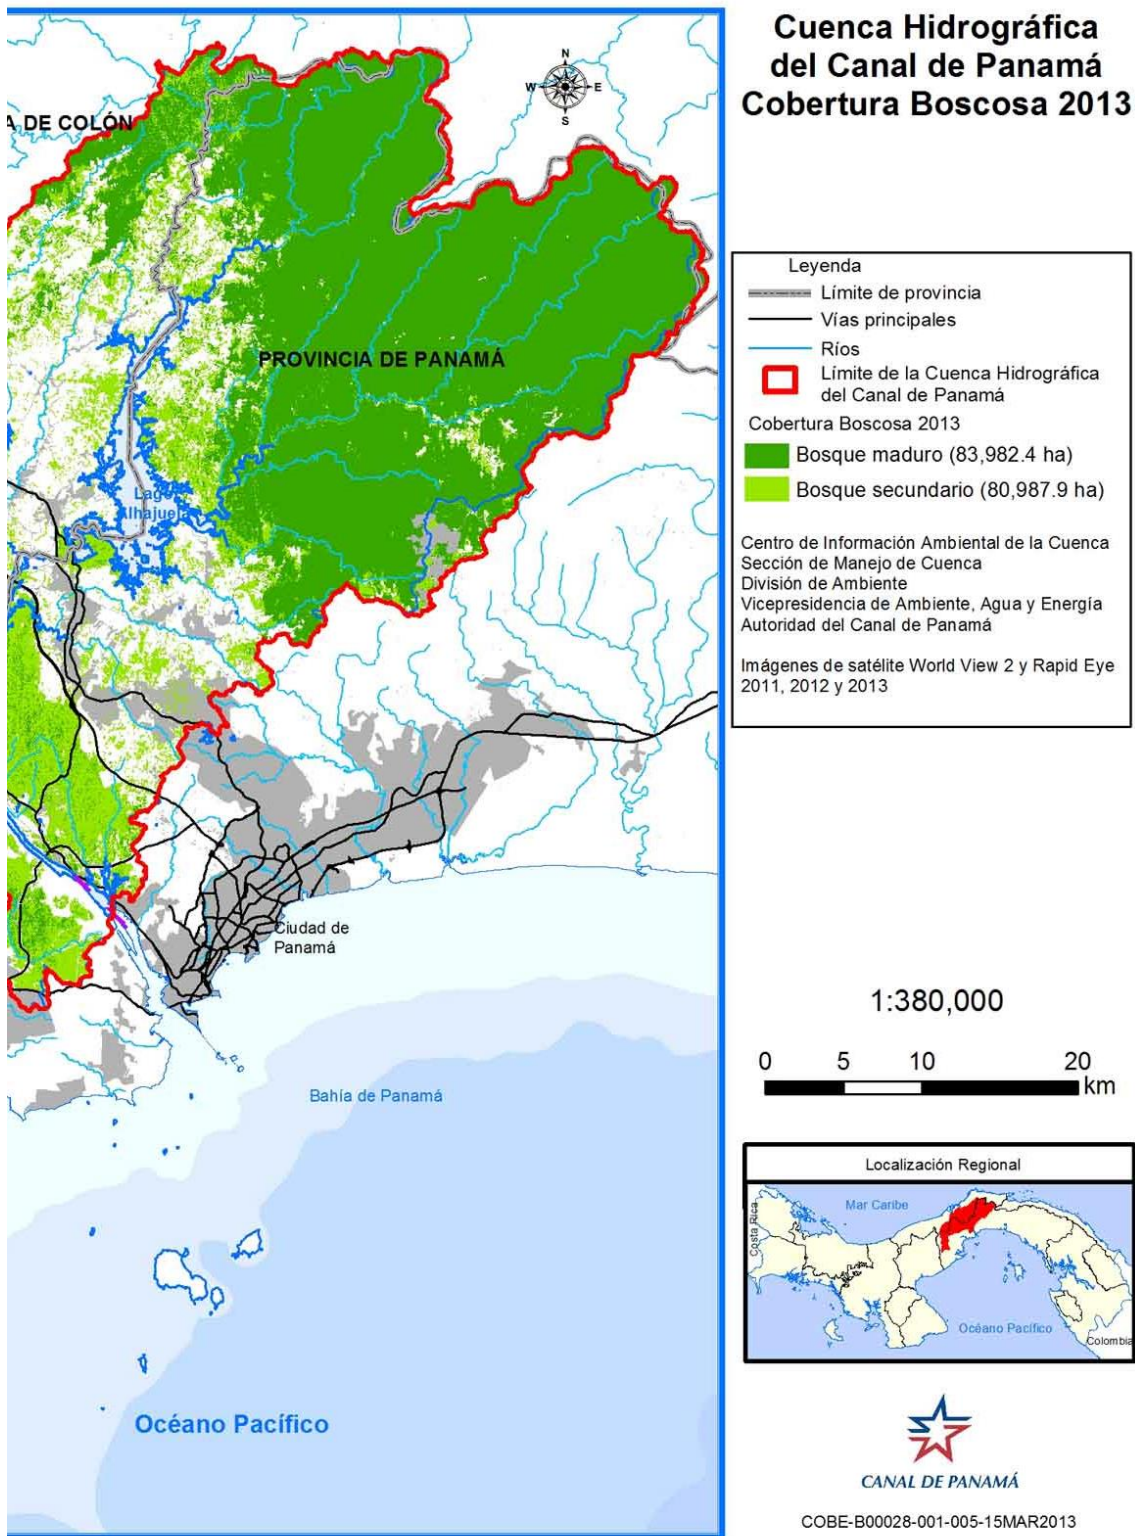 Cuenca Hidrográfica
del Canal de Panamá
Cobertura Boscosa 2013
N
W
E
S
A DE COLÓN
PROVINCIA DE PANAMÁ
Lago
Alhajuela
Ciudad de
Panamá
Bahía de Panamá
Océano Pacífico
Leyenda
Límite de provincia
Vías principales
Ríos
Límite de la Cuenca Hidrográfica
del Canal de Panamá
Cobertura Boscosa 2013
Bosque maduro (83,982.4 ha)
Bosque secundario (80,987.9 ha)
Centro de Información Ambiental de la Cuenca
Sección de Manejo de Cuenca
División de Ambiente
Vicepresidencia de Ambiente, Agua y Energía
Autoridad del Canal de Panamá
Imágenes de satélite World View 2 y Rapid Eye
2011, 2012 y 2013
1:380,000
0 5 10 20
km
Localización Regional
Costa Rica
Mar Caribe
Océano Pacífico
Colombia
CANAL DE PANAMÁ
COBE-B00028-001-005-15MAR2013